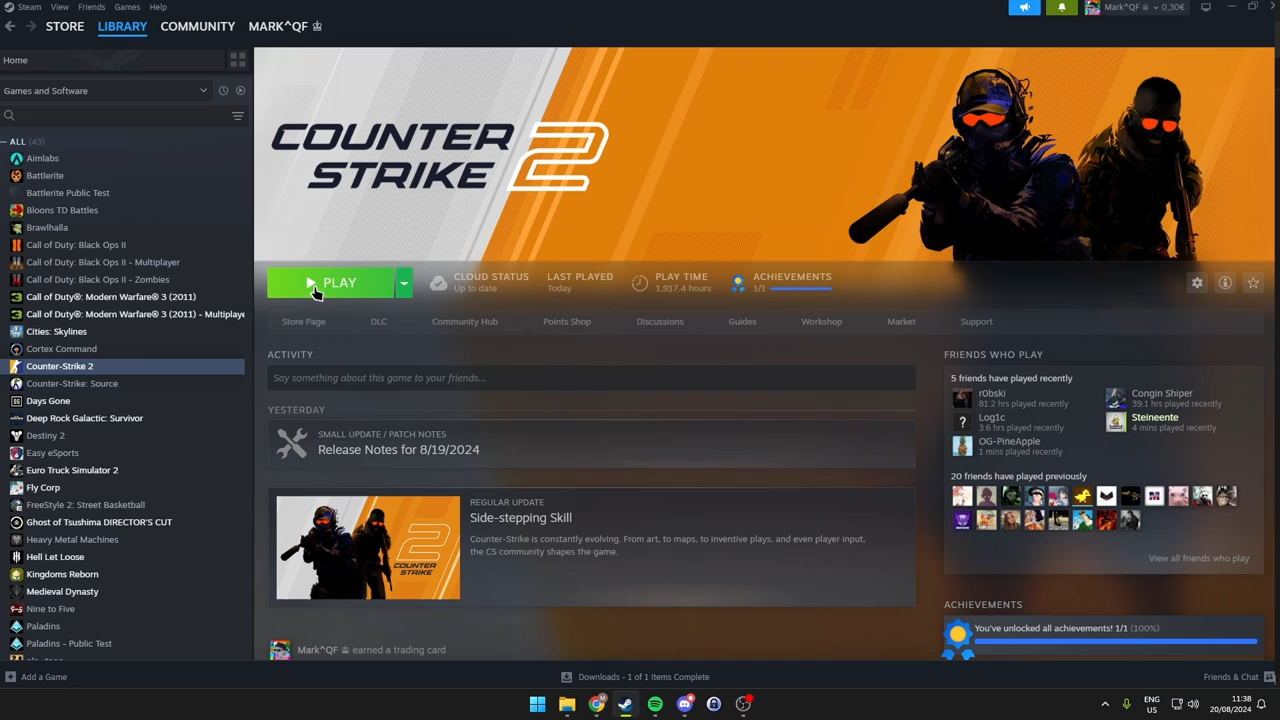 Steam View Friends Games Help
Mark^QF ♔ 0,30€
STORE LIBRARY COMMUNITY MARK^QF ♔
Home
Games and Software
ALL (43)
Aimlabs
Battlerite
Battlerite Public Test
Bloons TD Battles
Brawlhalla
Call of Duty: Black Ops II
Call of Duty: Black Ops II - Multiplayer
Call of Duty: Black Ops II - Zombies
Call of Duty®: Modern Warfare® 3 (2011)
Call of Duty®: Modern Warfare® 3 (2011) - Multiplaye
Cities: Skylines
Cortex Command
Counter-Strike 2
Counter-Strike: Source
Days Gone
Deep Rock Galactic: Survivor
Destiny 2
Easy eSports
Euro Truck Simulator 2
Fly Corp
FreeStyle 2: Street Basketball
Ghost of Tsushima DIRECTOR'S CUT
Heavy Metal Machines
Hell Let Loose
Kingdoms Reborn
Medieval Dynasty
Nine to Five
Paladins
Paladins - Public Test
COUNTER
STRIKE 2
PLAY
CLOUD STATUS
Up to date
LAST PLAYED
Today
PLAY TIME
1,917.4 hours
ACHIEVEMENTS
1/1
Store Page DLC Community Hub Points Shop Discussions Guides Workshop Market Support
ACTIVITY
Say something about this game to your friends...
YESTERDAY
SMALL UPDATE / PATCH NOTES
Release Notes for 8/19/2024
COUNTER
STRIKE 2
REGULAR UPDATE
Side-stepping Skill
Counter-Strike is constantly evolving. From art, to maps, to inventive plays, and even player input,
the CS community shapes the game.
Mark^QF ♔ earned a trading card
FRIENDS WHO PLAY
5 friends have played recently
r0bski
81.2 hrs played recently
Congin Shiper
39.1 hrs played recently
Log1c
3.6 hrs played recently
Steineente
4 mins played recently
OG-PineApple
1 mins played recently
20 friends have played previously
View all friends who play
ACHIEVEMENTS
You've unlocked all achievements! 1/1 (100%)
Add a Game
Downloads - 1 of 1 Items Complete
Friends & Chat
ENG
US
11:38
20/08/2024